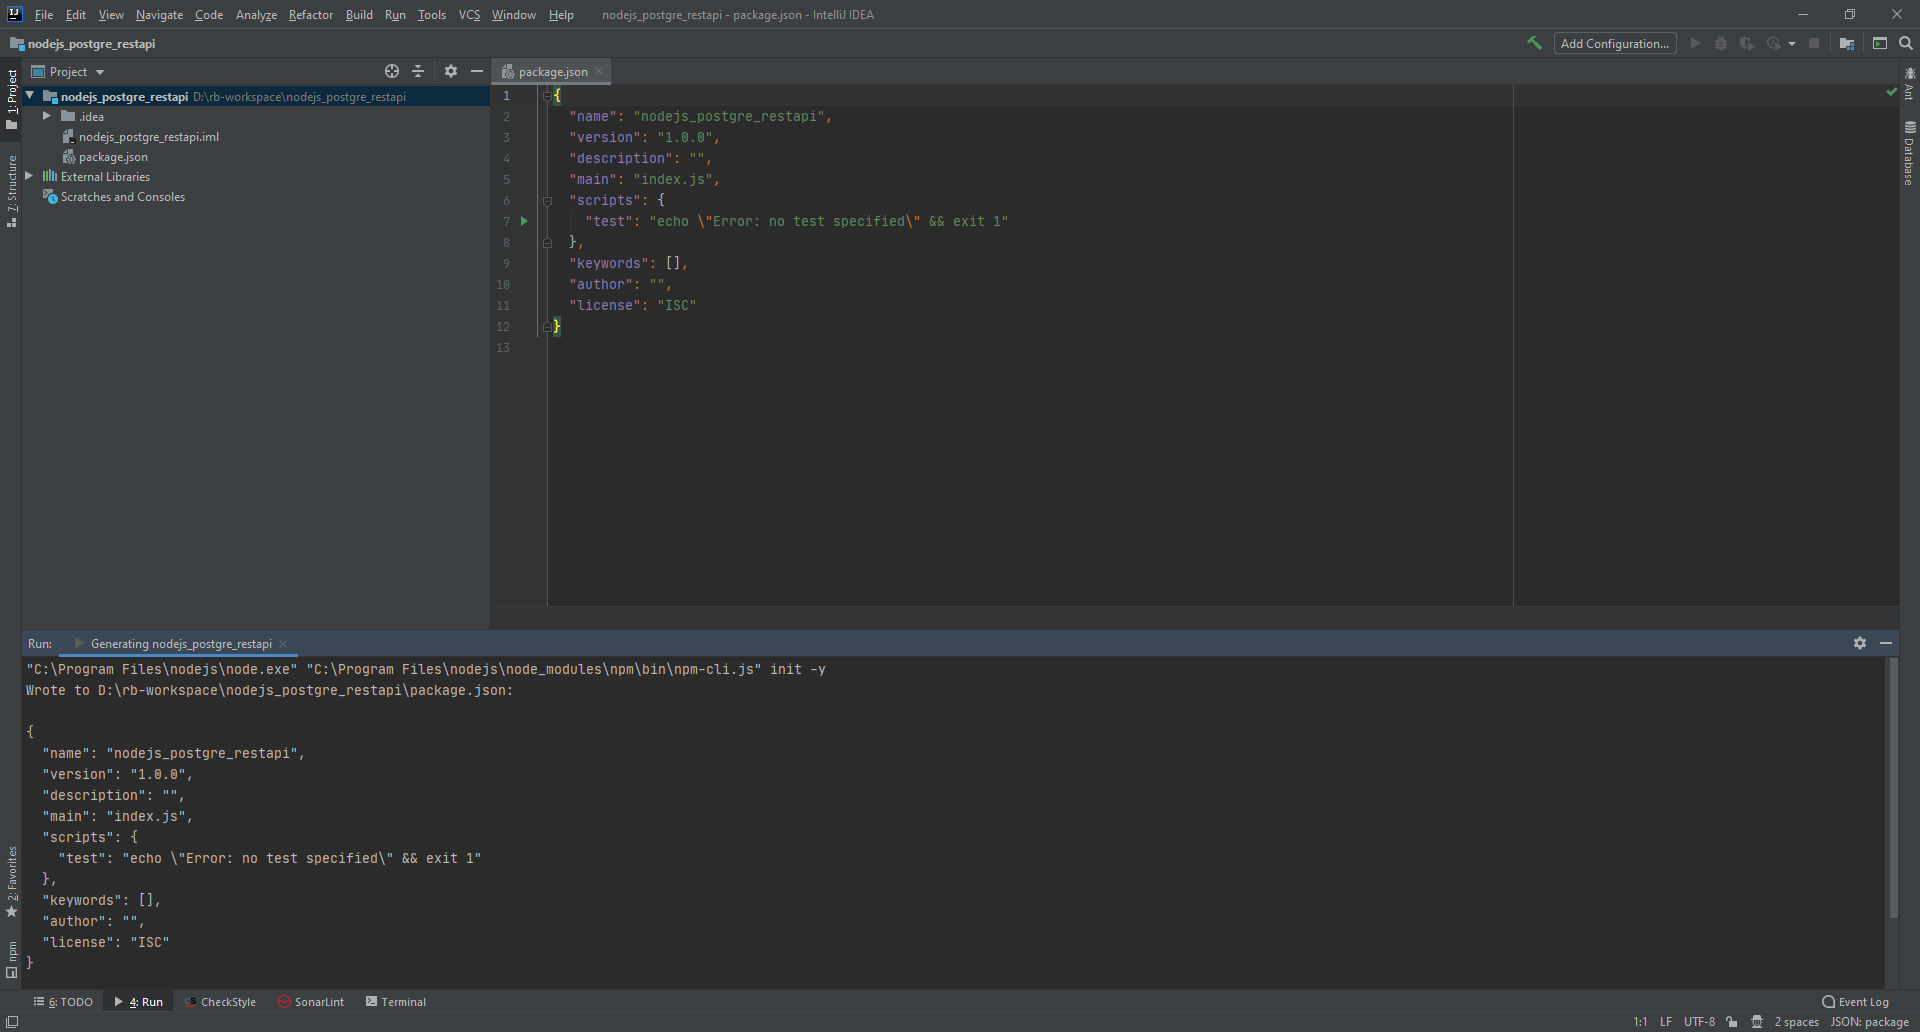 File Edit View Navigate Code Analyze Refactor Build Run Tools VCS Window Help nodejs_postgre_restapi - package.json - IntelliJ IDEA
nodejs_postgre_restapi Add Configuration...
1: Project
7: Structure
2: Favorites
npm
Project
nodejs_postgre_restapi D:\rb-workspace\nodejs_postgre_restapi
.idea
nodejs_postgre_restapi.iml
package.json
External Libraries
Scratches and Consoles
package.json
1 {
2 "name": "nodejs_postgre_restapi",
3 "version": "1.0.0",
4 "description": "",
5 "main": "index.js",
6 "scripts": {
7 "test": "echo \"Error: no test specified\" && exit 1"
8 },
9 "keywords": [],
10 "author": "",
11 "license": "ISC"
12 }
13
Ant
Database
Run: Generating nodejs_postgre_restapi
"C:\Program Files\nodejs\node.exe" "C:\Program Files\nodejs\node_modules\npm\bin\npm-cli.js" init -y
Wrote to D:\rb-workspace\nodejs_postgre_restapi\package.json:
{
"name": "nodejs_postgre_restapi",
"version": "1.0.0",
"description": "",
"main": "index.js",
"scripts": {
"test": "echo \"Error: no test specified\" && exit 1"
},
"keywords": [],
"author": "",
"license": "ISC"
}
6: TODO 4: Run CheckStyle SonarLint Terminal Event Log
1:1 LF UTF-8 2 spaces JSON: package